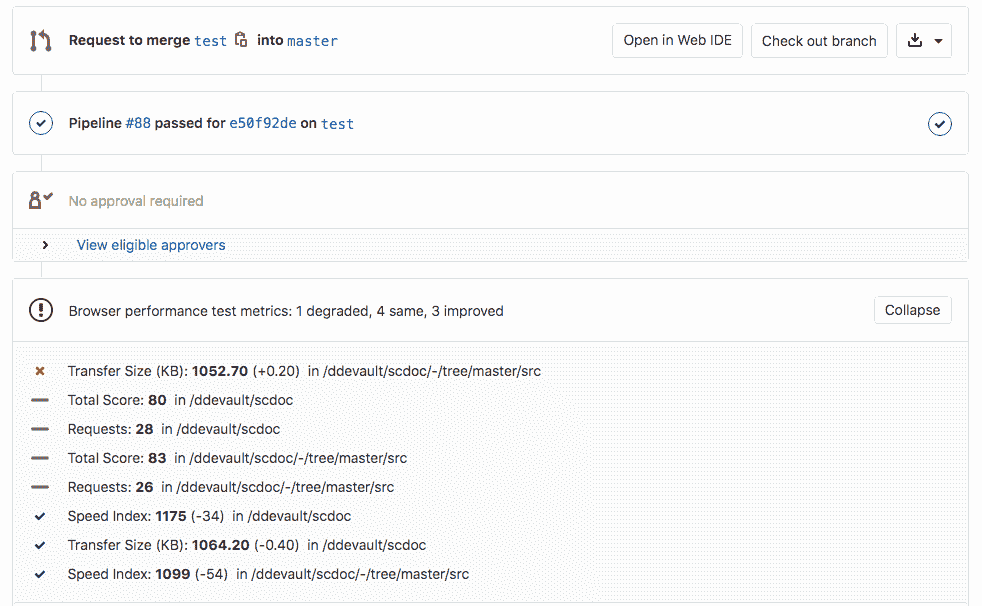 Request to merge test into master
Open in Web IDE
Check out branch
Pipeline #88 passed for e50f92de on test
No approval required
View eligible approvers
Browser performance test metrics: 1 degraded, 4 same, 3 improved
Collapse
Transfer Size (KB): 1052.70 (+0.20) in /ddevault/scdoc/-/tree/master/src
Total Score: 80 in /ddevault/scdoc
Requests: 28 in /ddevault/scdoc
Total Score: 83 in /ddevault/scdoc/-/tree/master/src
Requests: 26 in /ddevault/scdoc/-/tree/master/src
Speed Index: 1175 (-34) in /ddevault/scdoc
Transfer Size (KB): 1064.20 (-0.40) in /ddevault/scdoc
Speed Index: 1099 (-54) in /ddevault/scdoc/-/tree/master/src